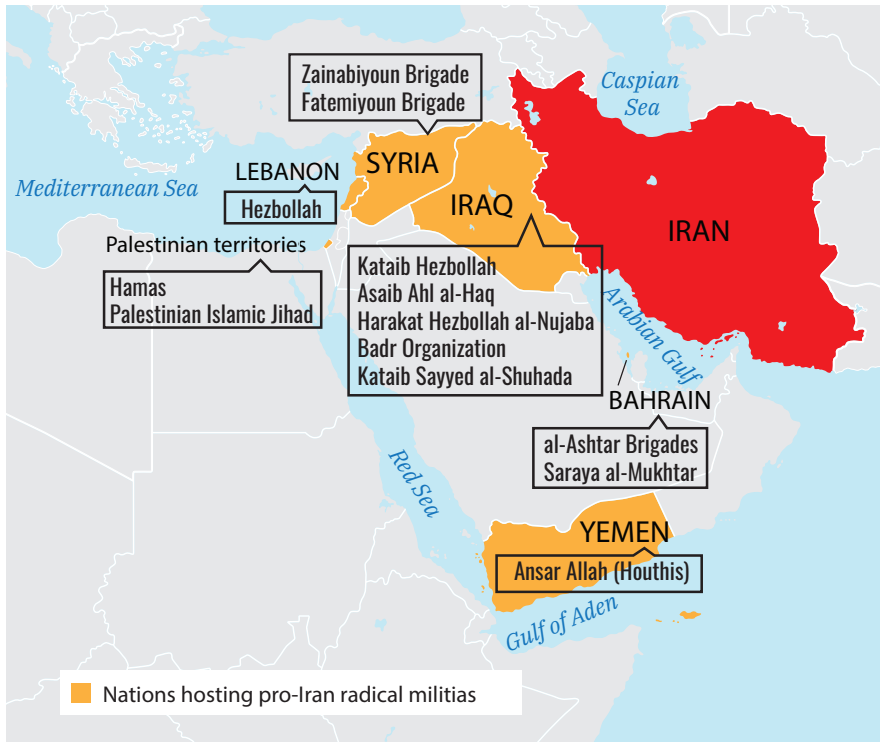 Zainabiyoun Brigade
Fatemiyoun Brigade
Caspian
Sea
SYRIA
LEBANON
Mediterranean Sea
Hezbollah
IRAQ
IRAN
Palestinian territories
Hamas
Palestinian Islamic Jihad
Kataib Hezbollah
Asaib Ahl al-Haq
Harakat Hezbollah al-Nujaba
Badr Organization
Kataib Sayyed al-Shuhada
Arabian Gulf
BAHRAIN
al-Ashtar Brigades
Saraya al-Mukhtar
Red Sea
YEMEN
Ansar Allah (Houthis)
Gulf of Aden
Nations hosting pro-Iran radical militias